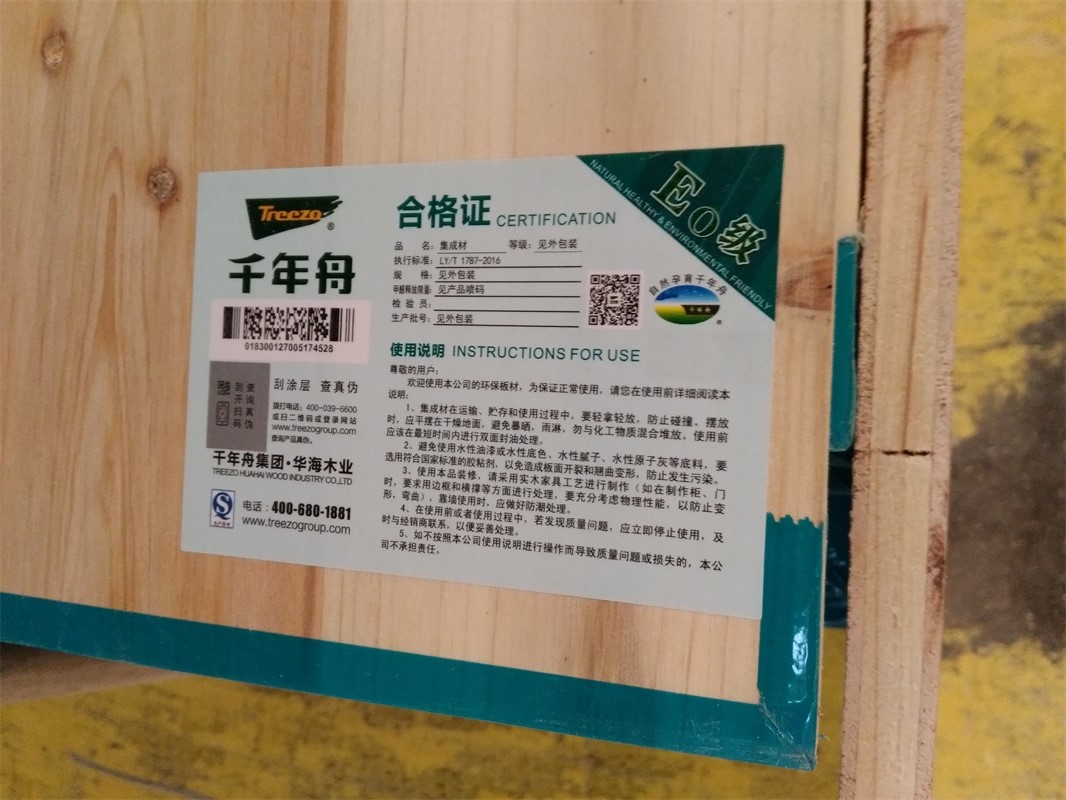 Treezo®
千年舟
018300127005174528
刮开扫码
查询真伪
刮涂层 查真伪
拨打电话：400-039-6600
或扫二维码或登录网站
www.treezogroup.com
查询产品真伪。
千年舟集团·华海木业
TREEZO HUAHAI WOOD INDUSTRY CO.,LTD
电话：400-680-1881
www.treezogroup.com
合格证 CERTIFICATION
品 名：集成材 等级：见外包装
执行标准：LY/T 1787-2016
规 格：见外包装
甲醛释放限量：见产品喷码
检 验 员：
生产批号：见外包装
E0级
NATURAL HEALTHY & ENVIRONMENTAL FRIENDLY
自然孕育千年舟
千年舟
使用说明 INSTRUCTIONS FOR USE
尊敬的用户：
欢迎使用本公司的环保板材，为保证正常使用，请您在使用前详细阅读本
说明：
1、集成材在运输、贮存和使用过程中，要轻拿轻放，防止碰撞。摆放
时，应平摆在干燥地面，避免暴晒，雨淋，勿与化工物质混合堆放。使用前
应该在最短时间内进行双面封油处理。
2、避免使用水性油漆或水性底色、水性腻子、水性原子灰等底料，要
选用符合国家标准的胶粘剂，以免造成板面开裂和翘曲变形，防止发生污染。
3、使用本品装修，请采用实木家具工艺进行制作（如在制作柜、门
时，要求用边框和横撑等方面进行处理，要充分考虑物理性能，以防止变
形，弯曲），靠墙使用时，应做好防潮处理。
4、在使用前或者使用过程中，若发现质量问题，应立即停止使用，及
时与经销商联系，以便妥善处理。
5、如不按照本公司使用说明进行操作而导致质量问题或损失的，本公
司不承担责任。